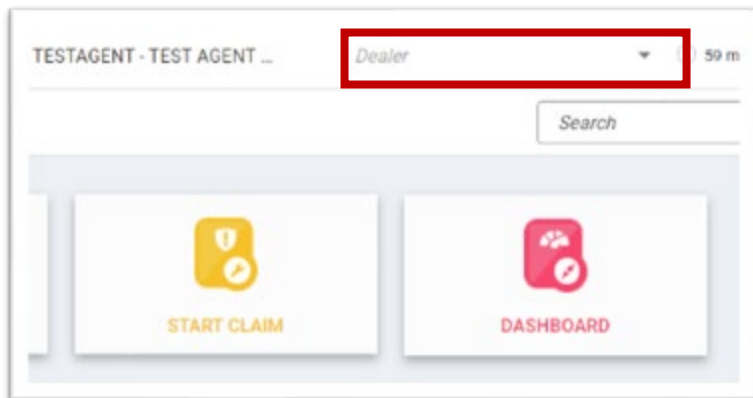 TESTAGENT - TEST AGENT ... Dealer 59 m
Search
START CLAIM DASHBOARD